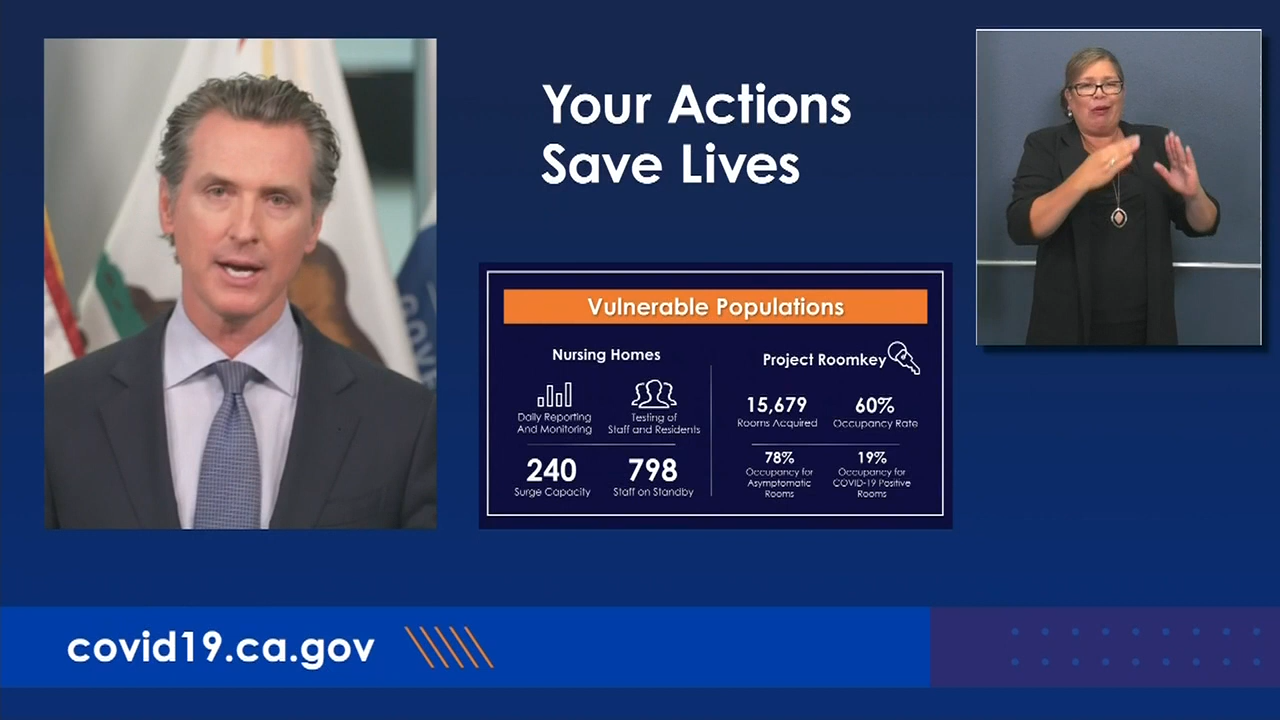 Your Actions
Save Lives
Vulnerable Populations
Nursing Homes
Daily Reporting
And Monitoring
Testing of
Staff and Residents
240
Surge Capacity
798
Staff on Standby
Project Roomkey
15,679
Rooms Acquired
60%
Occupancy Rate
78%
Occupancy for
Asymptomatic
Rooms
19%
Occupancy for
COVID-19 Positive
Rooms
covid19.ca.gov